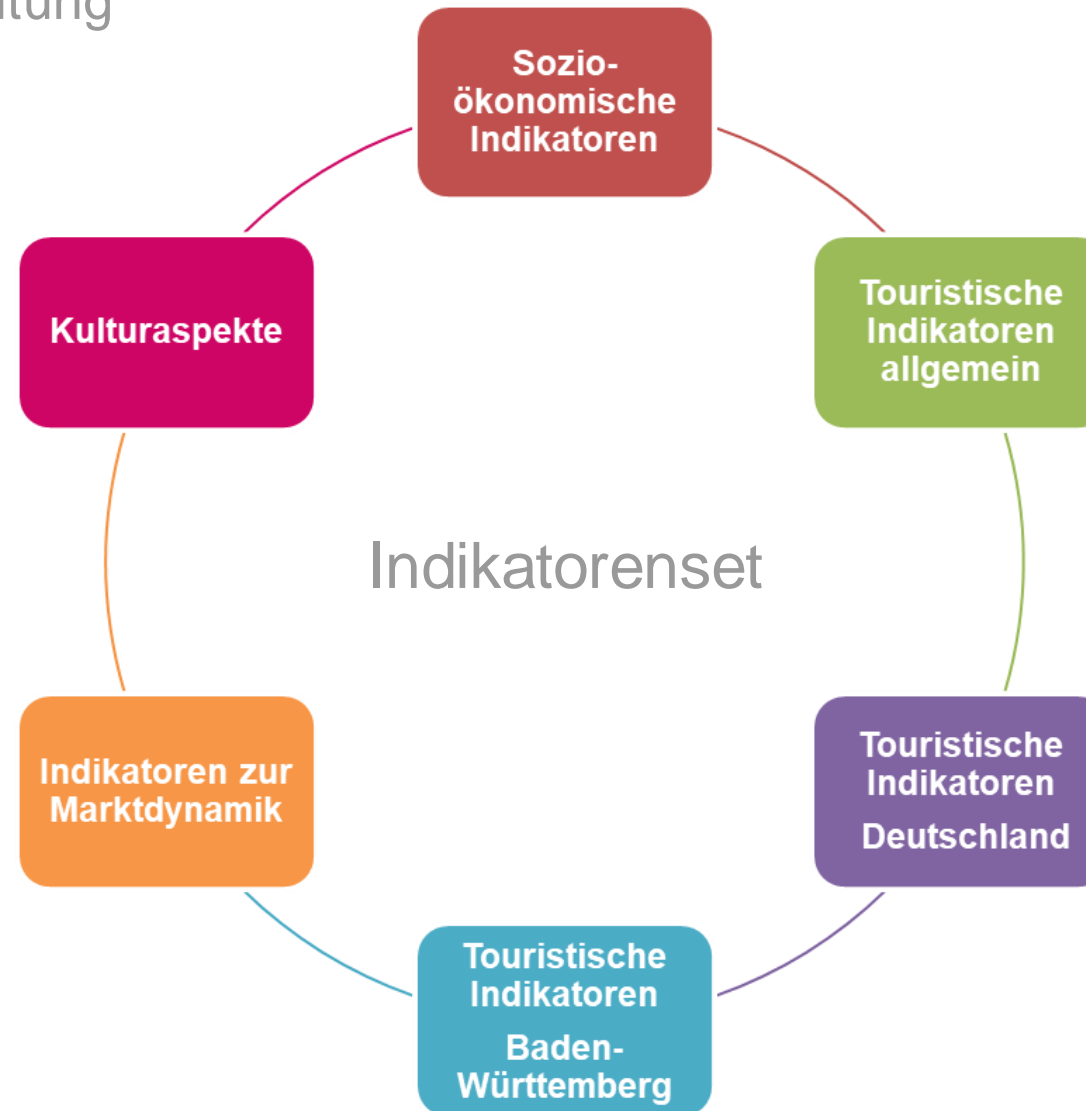 Sozio-
ökonomische
Indikatoren
Touristische
Indikatoren
allgemein
Touristische
Indikatoren
Deutschland
Touristische
Indikatoren
Baden-
Württemberg
Indikatoren zur
Marktdynamik
Kulturaspekte
Indikatorenset